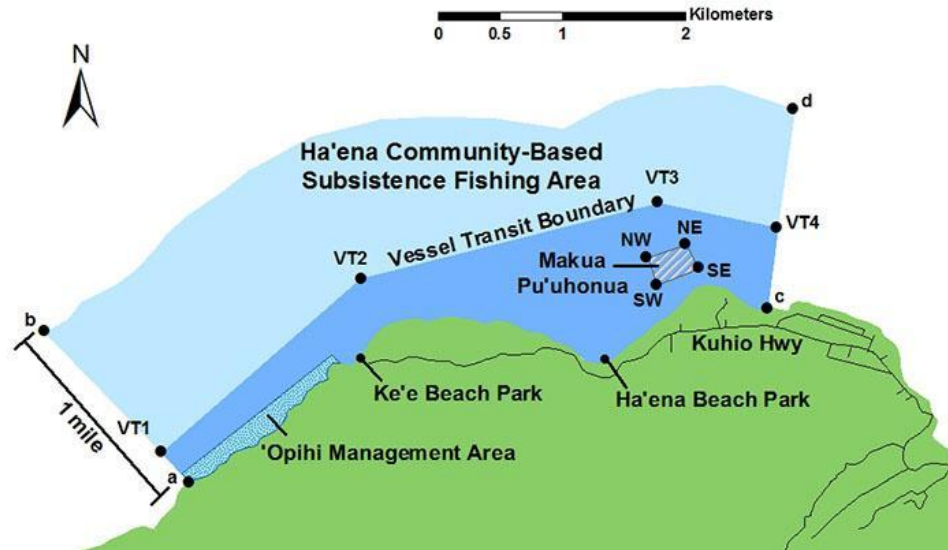 Kilometers
0 0.5 1 2
N
d
Ha'ena Community-Based
Subsistence Fishing Area
VT3
VT4
Vessel Transit Boundary
NE
NW
VT2
Makua
SE
Pu'uhonua
SW
c
b
Kuhio Hwy
Ke'e Beach Park
Ha'ena Beach Park
1 mile
VT1
'Opihi Management Area
a